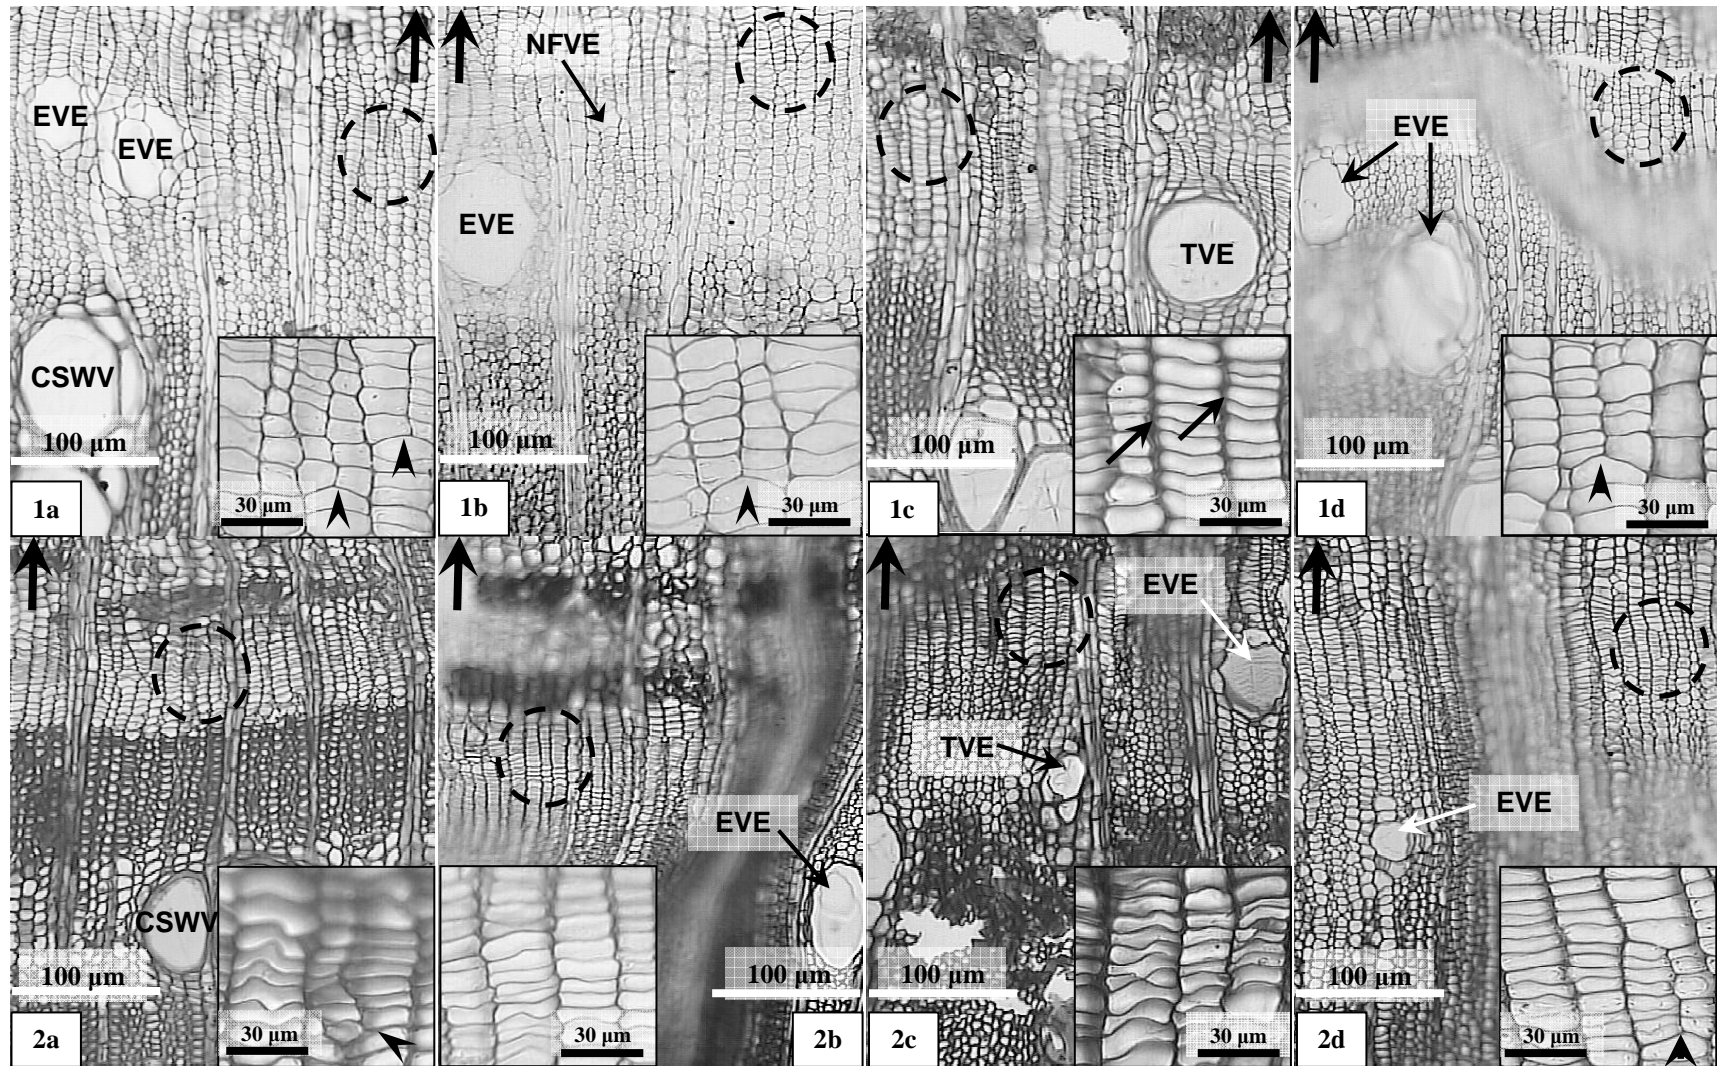 EVE
EVE
CSWV
100 µm
30 µm
1a
NFVE
EVE
100 µm
30 µm
1b
TVE
100 µm
30 µm
1c
EVE
100 µm
30 µm
1d
CSWV
100 µm
30 µm
2a
EVE
100 µm
30 µm
2b
EVE
TVE
100 µm
30 µm
2c
EVE
100 µm
30 µm
2d